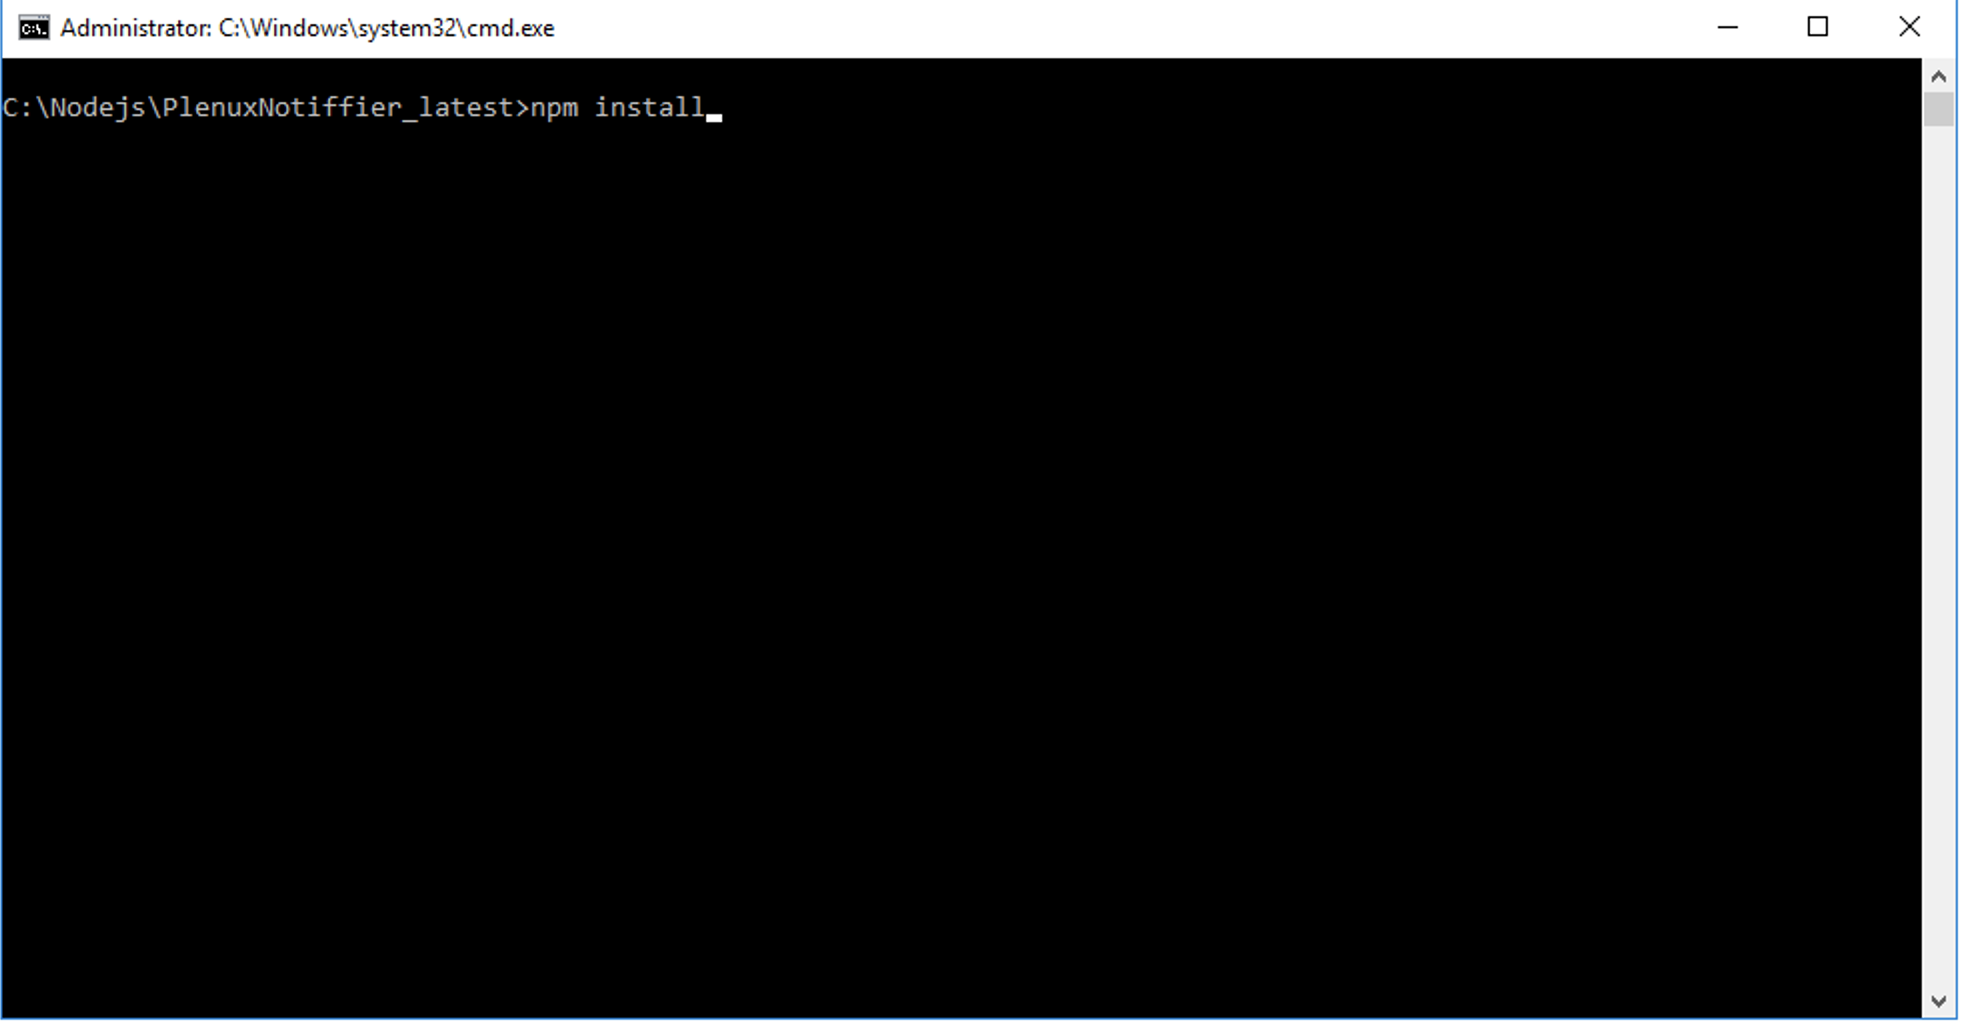 Administrator: C:\Windows\system32\cmd.exe
C:\Nodejs\PlenuxNotiffier_latest>npm install